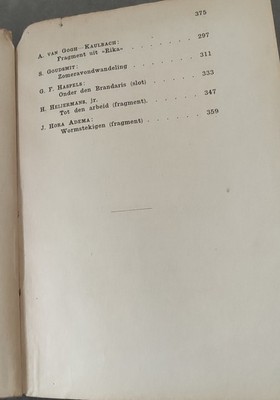 375
A. van Gogh—Kaulbach:
Fragment uit «Rika» . . . . . . . 297
S. Goudsmit:
Zomeravondwandeling . . . . . . 311
G. F. Haspels:
Onder den Brandaris (slot) . . . . . 333
H. Heijermans, jr.
Tot den arbeid (fragment). . . . . . 347
J. Hora Adema:
Wormstekigen (fragment) . . . . . . 359